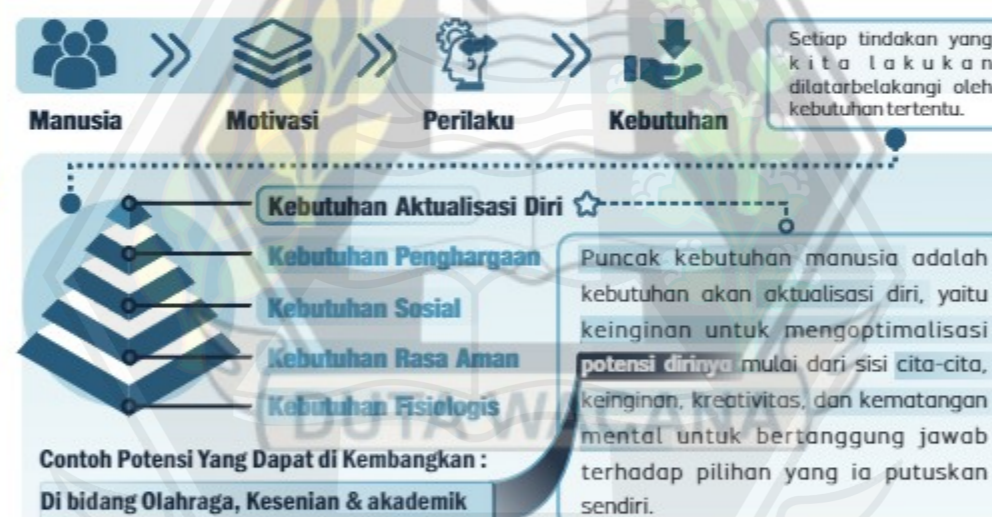 Manusia
Motivasi
Perilaku
Kebutuhan
Setiap tindakan yang
kita lakukan
dilatarbelakangi oleh
kebutuhan tertentu.
Kebutuhan Aktualisasi Diri
Kebutuhan Penghargaan
Kebutuhan Sosial
Kebutuhan Rasa Aman
Kebutuhan Fisiologis
Puncak kebutuhan manusia adalah
kebutuhan akan aktualisasi diri, yaitu
keinginan untuk mengoptimalisasi
potensi dirinya mulai dari sisi cita-cita,
keinginan, kreativitas, dan kematangan
mental untuk bertanggung jawab
terhadap pilihan yang ia putuskan
sendiri.
Contoh Potensi Yang Dapat di Kembangkan :
Di bidang Olahraga, Kesenian & akademik
DUTA WACANA